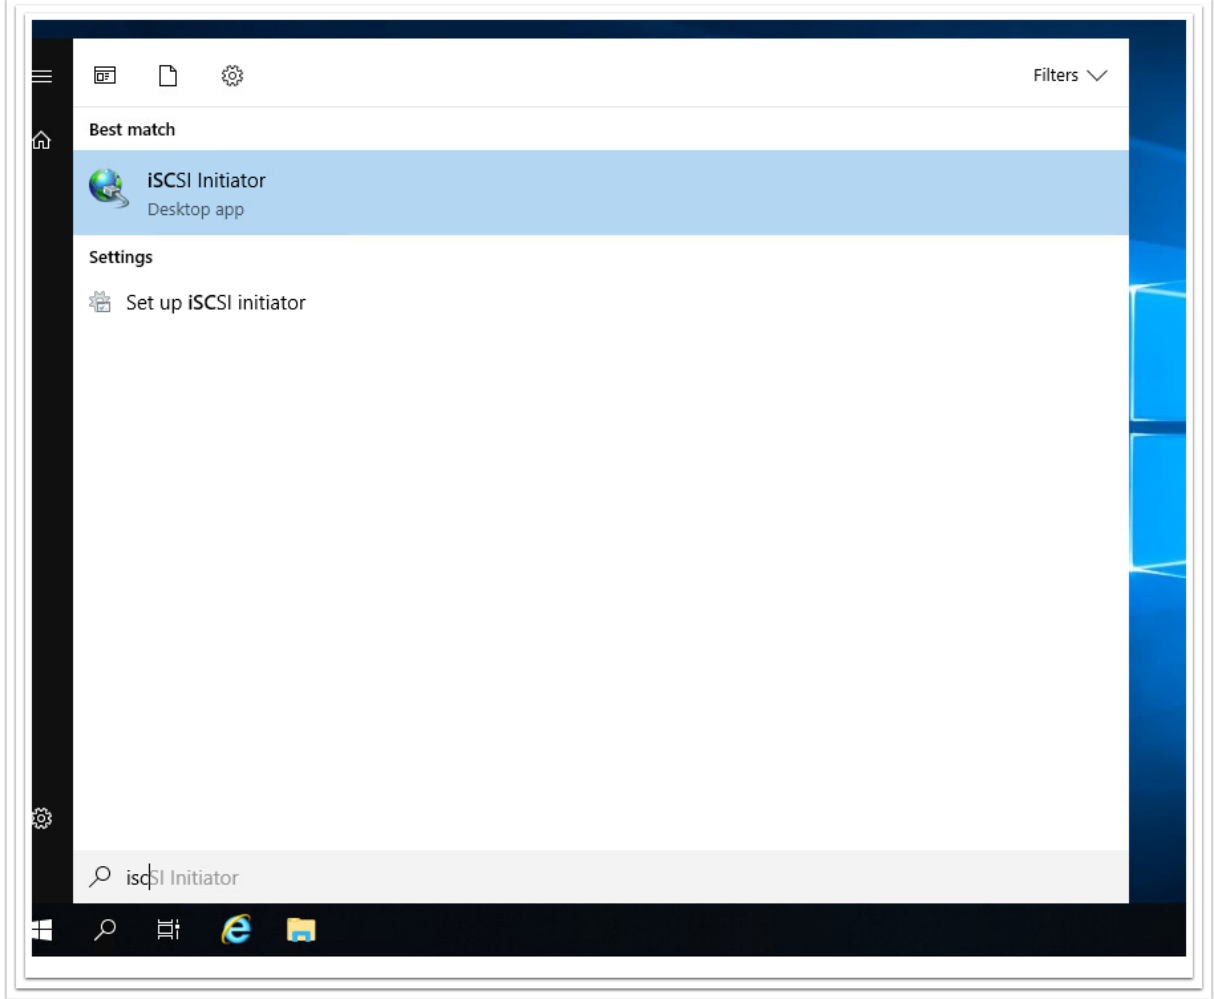 Filters
Best match
iSCSI Initiator
Desktop app
Settings
Set up iSCSI initiator
iscSI Initiator